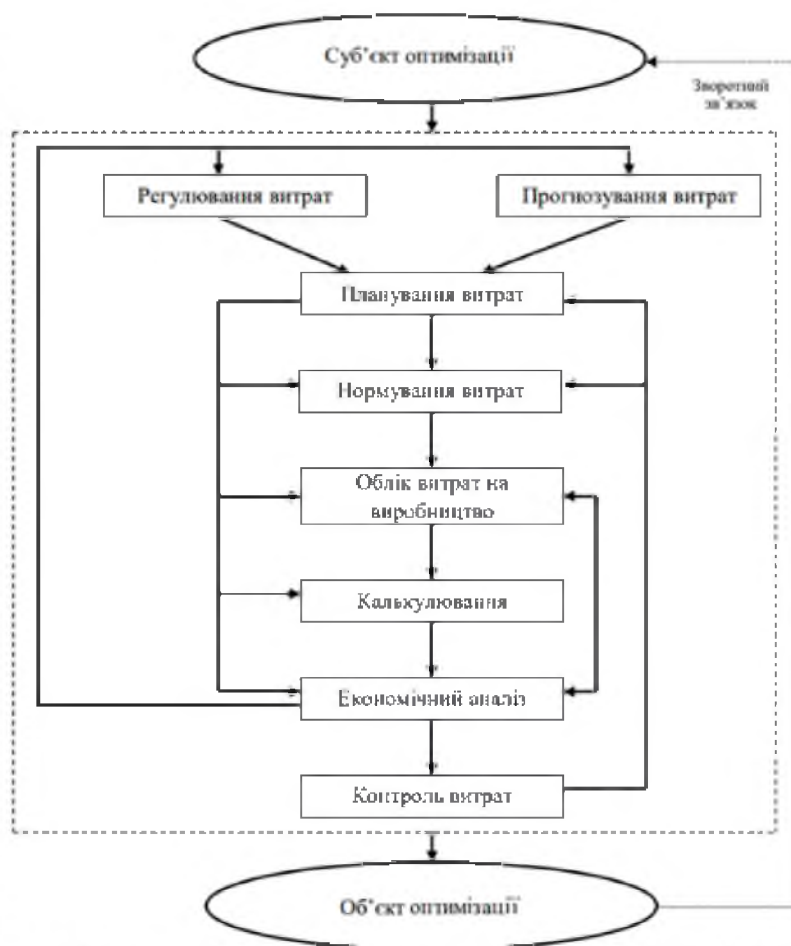 Суб’єкт оптимізації
Зворотний
зв’язок
Регулювання витрат
Прогнозування витрат
Планування витрат
Нормування витрат
Облік витрат на
виробництво
Калькулювання
Економічний аналіз
Контроль витрат
Об’єкт оптимізації